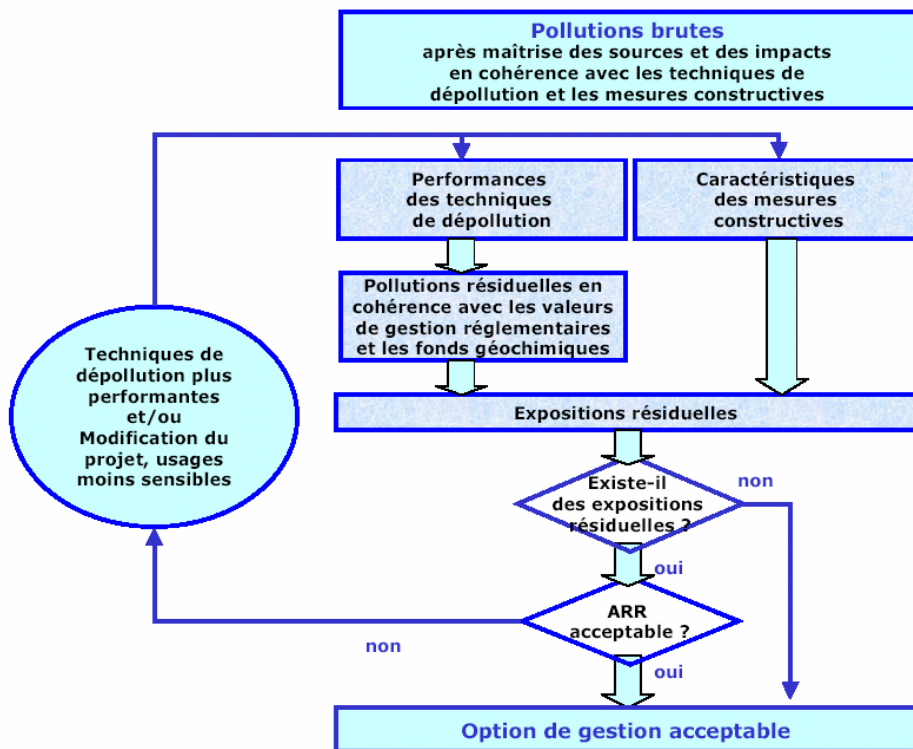 Pollutions brutes
après maîtrise des sources et des impacts
en cohérence avec les techniques de
dépollution et les mesures constructives
Performances
des techniques
de dépollution
Caractéristiques
des mesures
constructives
Pollutions résiduelles en
cohérence avec les valeurs
de gestion réglementaires
et les fonds géochimiques
Techniques de
dépollution plus
performantes
et/ou
Modification du
projet, usages
moins sensibles
Expositions résiduelles
Existe-il
des expositions
résiduelles ?
non
oui
ARR
acceptable ?
non
oui
Option de gestion acceptable